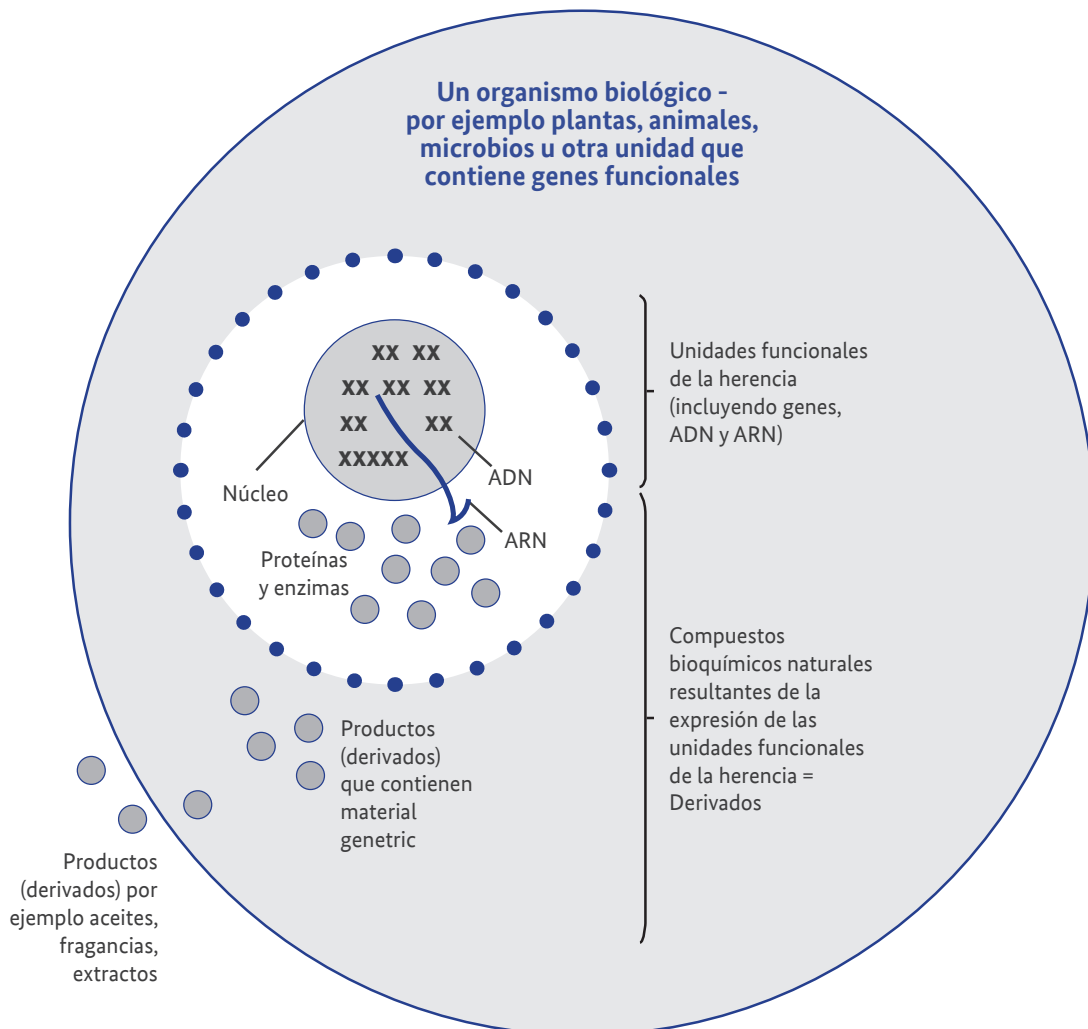 Un organismo biológico -
por ejemplo plantas, animales,
microbios u otra unidad que
contiene genes funcionales
Unidades funcionales
de la herencia
(incluyendo genes,
ADN y ARN)
XX XX
XX XX XX
XX XX
XXXXX
Núcleo
ADN
ARN
Proteínas
y enzimas
Compuestos
bioquímicos naturales
resultantes de la
expresión de las
unidades funcionales
de la herencia =
Derivados
Productos
(derivados)
que contienen
material
genetric
Productos
(derivados) por
ejemplo aceites,
fragancias,
extractos